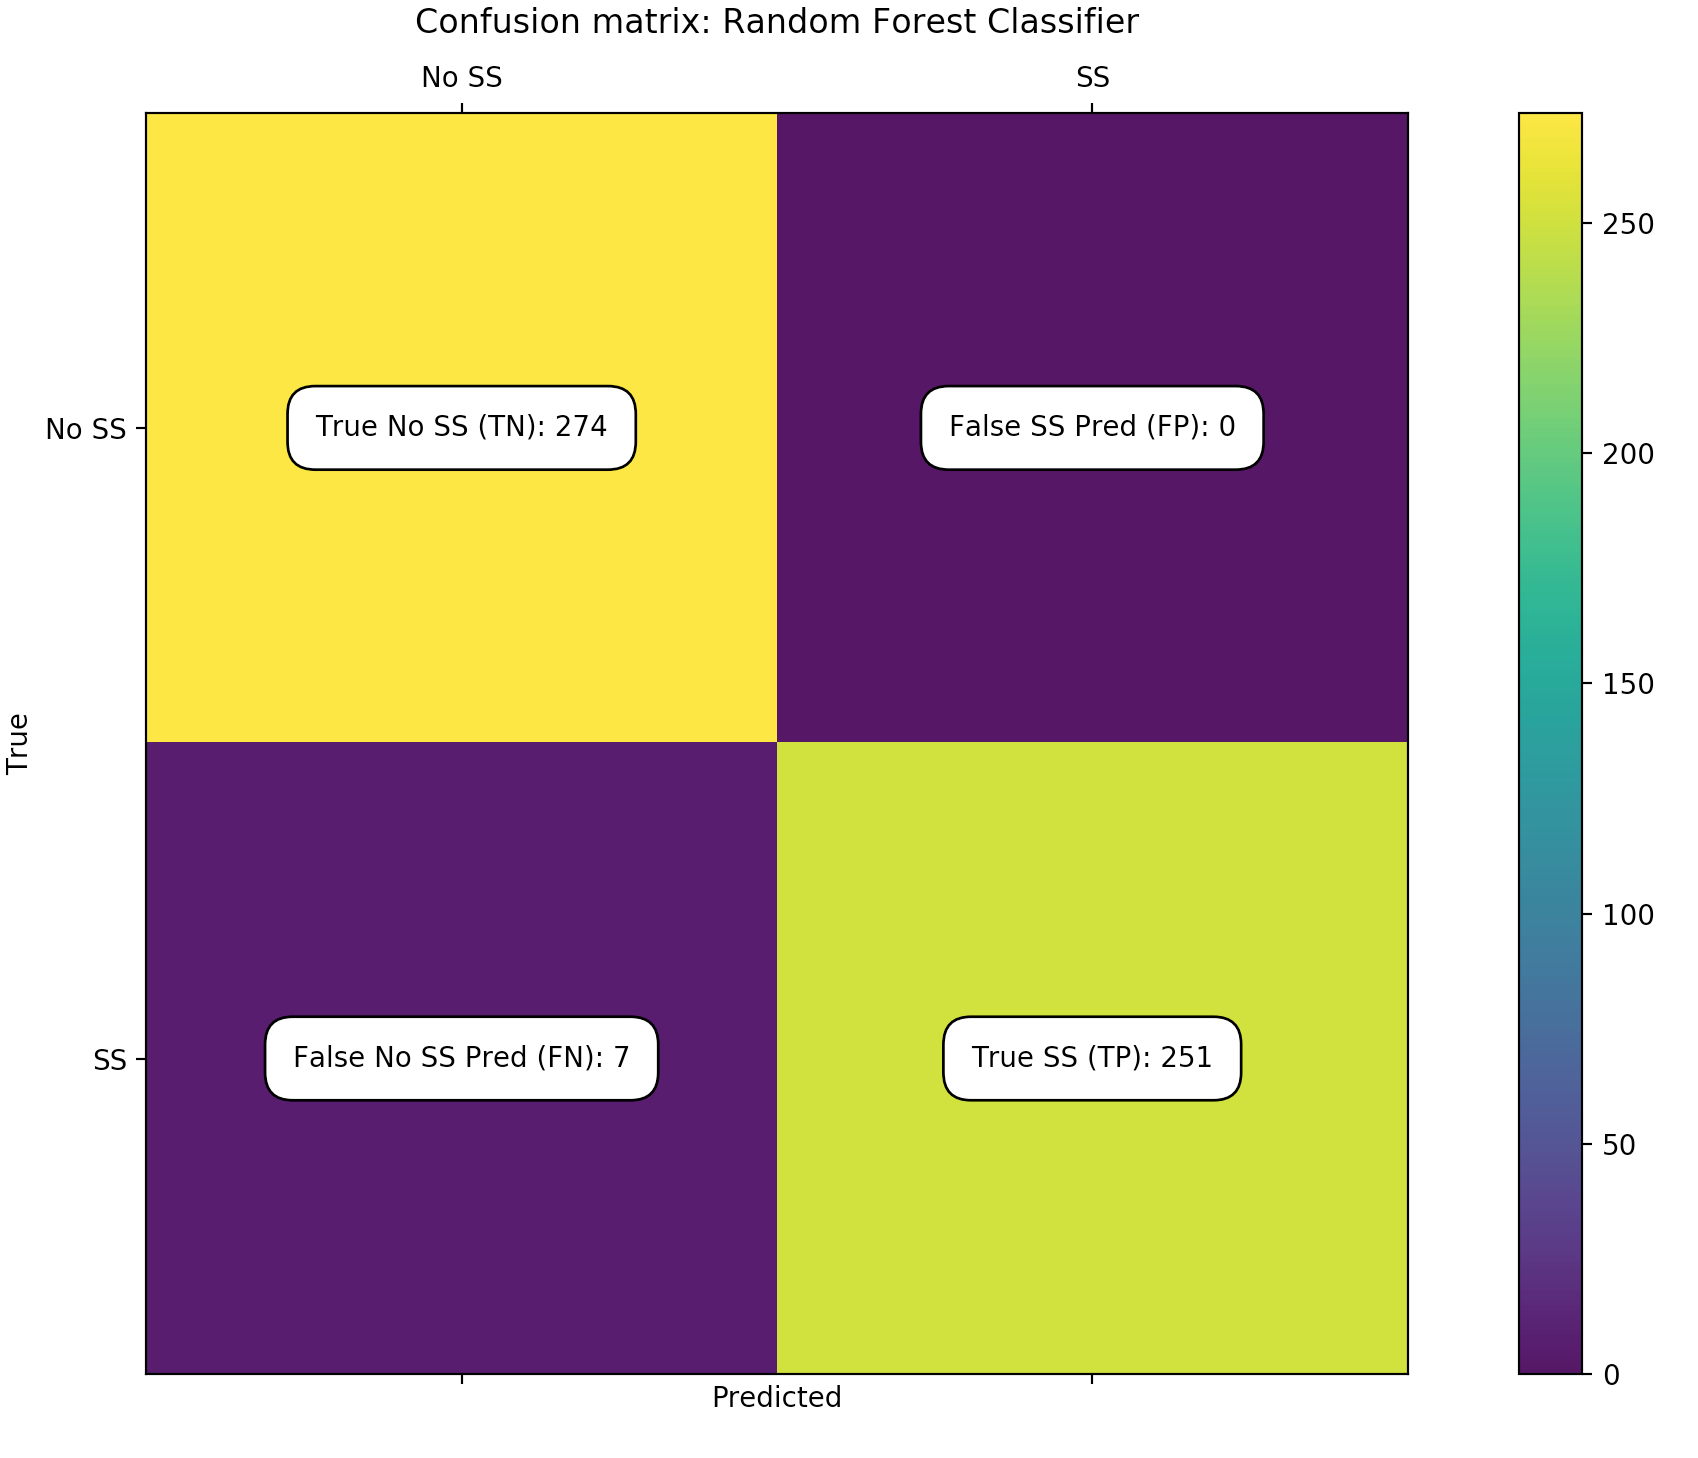 Confusion matrix: Random Forest Classifier
No SS
SS
No SS
True No SS (TN): 274
False SS Pred (FP): 0
True
SS
False No SS Pred (FN): 7
True SS (TP): 251
Predicted
250
200
150
100
50
0